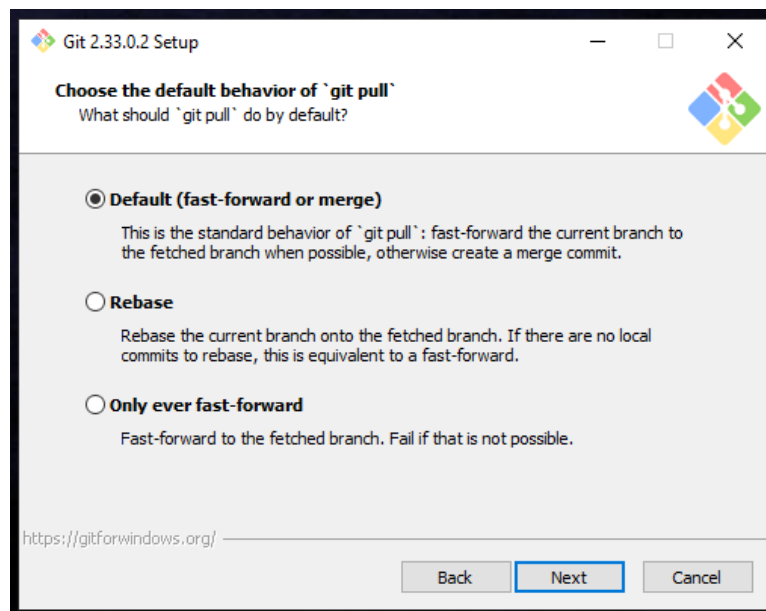 Git 2.33.0.2 Setup
Choose the default behavior of `git pull`
What should `git pull` do by default?
Default (fast-forward or merge)
This is the standard behavior of `git pull`: fast-forward the current branch to
the fetched branch when possible, otherwise create a merge commit.
Rebase
Rebase the current branch onto the fetched branch. If there are no local
commits to rebase, this is equivalent to a fast-forward.
Only ever fast-forward
Fast-forward to the fetched branch. Fail if that is not possible.
https://gitforwindows.org/
Back Next Cancel